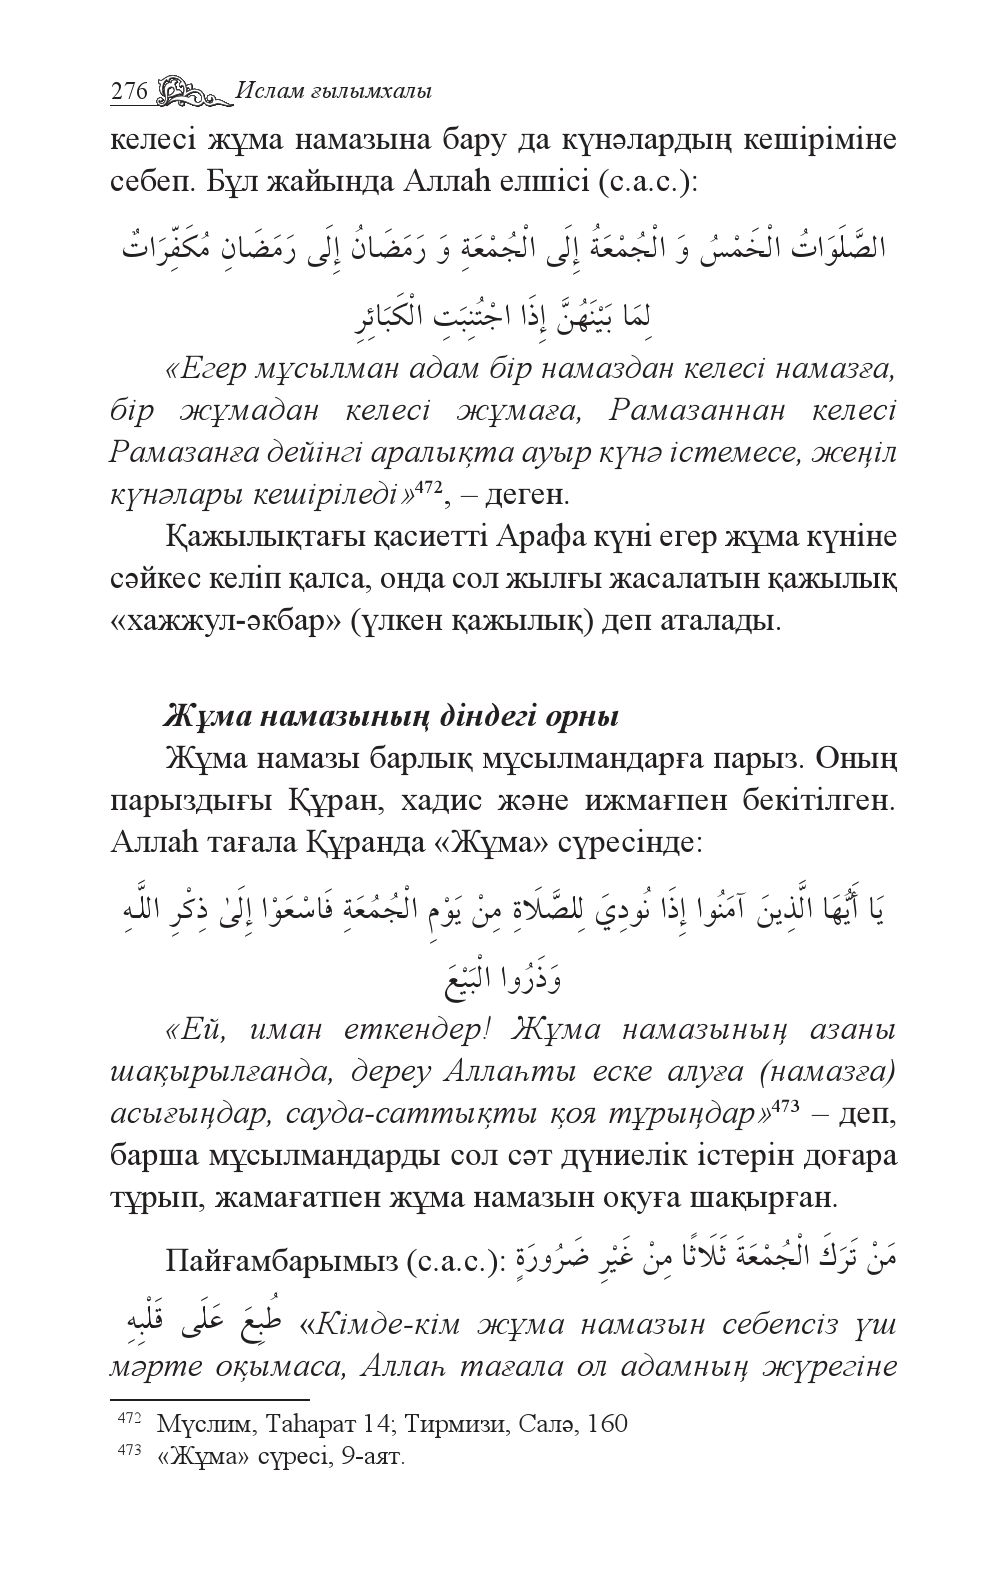 276 Ислам ғылымхалы
келесі жұма намазына бару да күнәлардың кешіріміне
себеп. Бұл жайында Аллаһ елшісі (с.а.с.):
الصَّلَوَاتُ الْخَمْسُ وَ الْجُمْعَةُ إِلَى الْجُمْعَةِ وَ رَمَضَانُ إِلَى رَمَضَانِ مُكَفِّرَاتٌ
لِمَا بَيْنَهُنَّ إِذَا اجْتُنِبَتِ الْكَبَائِرِ
«Егер мұсылман адам бір намаздан келесі намазға,
бір жұмадан келесі жұмаға, Рамазаннан келесі
Рамазанға дейінгі аралықта ауыр күнә істемесе, жеңіл
күнәлары кешіріледі»472, – деген.
Қажылықтағы қасиетті Арафа күні егер жұма күніне
сәйкес келіп қалса, онда сол жылғы жасалатын қажылық
«хажжул-әкбар» (үлкен қажылық) деп аталады.
Жұма намазының діндегі орны
Жұма намазы барлық мұсылмандарға парыз. Оның
парыздығы Құран, хадис және ижмағпен бекітілген.
Аллаһ тағала Құранда «Жұма» сүресінде:
يَا أَيُّهَا الَّذِينَ آمَنُوا إِذَا نُودِيَ لِلصَّلَاةِ مِنْ يَوْمِ الْجُمُعَةِ فَاسْعَوْا إِلَىٰ ذِكْرِ اللَّهِ
وَذَرُوا الْبَيْعَ
«Ей, иман еткендер! Жұма намазының азаны
шақырылғанда, дереу Аллаһты еске алуға (намазға)
асығыңдар, сауда-саттықты қоя тұрыңдар»473 – деп,
барша мұсылмандарды сол сәт дүниелік істерін доғара
тұрып, жамағатпен жұма намазын оқуға шақырған.
Пайғамбарымыз (с.а.с.): مَنْ تَرَكَ الْجُمْعَةَ ثَلَاثًا مِنْ غَيْرِ ضَرُورَةٍ
طُبِعَ عَلَى قَلْبِهِ «Кімде-кім жұма намазын себепсіз үш
мәрте оқымаса, Аллаһ тағала ол адамның жүрегіне
472 Мүслим, Таһарат 14; Тирмизи, Салә, 160
473 «Жұма» сүресі, 9-аят.